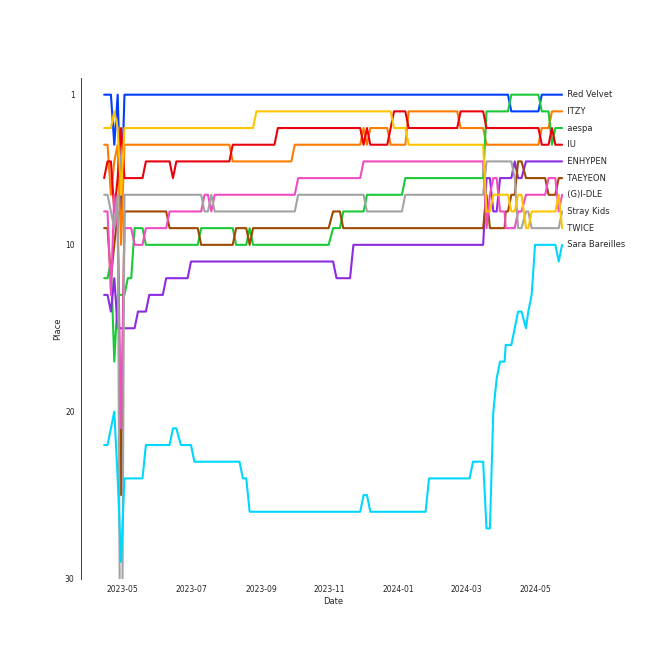 1
10
20
30
Place
2023-05
2023-07
2023-09
2023-11
2024-01
2024-03
2024-05
Date
Red Velvet
ITZY
aespa
IU
ENHYPEN
TAEYEON
(G)I-DLE
Stray Kids
TWICE
Sara Bareilles